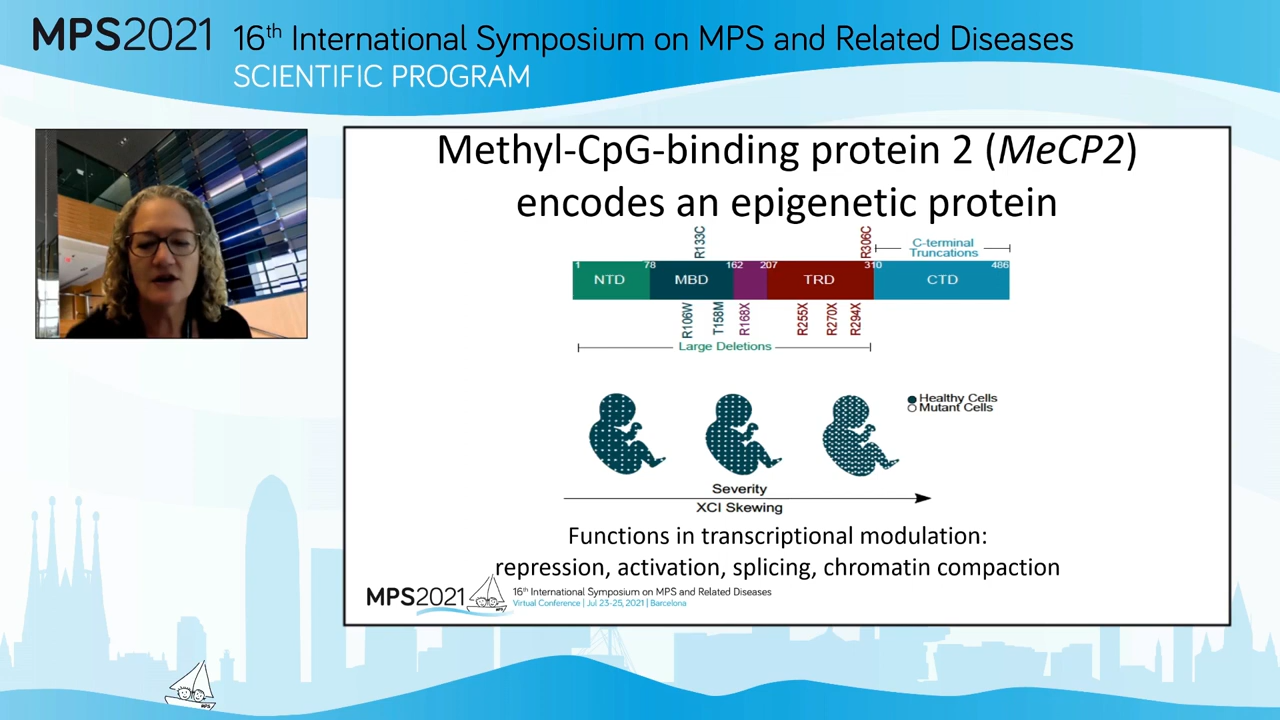 MPS2021 16th International Symposium on MPS and Related Diseases
SCIENTIFIC PROGRAM
Methyl-CpG-binding protein 2 (MeCP2)
encodes an epigenetic protein
R133C
R306C
C-terminal
Truncations
1 78 162 207 310 486
NTD MBD TRD CTD
R106W T158M R168X R255X R270X R294X
Large Deletions
Healthy Cells
Mutant Cells
Severity
XCI Skewing
Functions in transcriptional modulation:
repression, activation, splicing, chromatin compaction
MPS2021 16th International Symposium on MPS and Related Diseases
Virtual Conference | Jul 23-25, 2021 | Barcelona
MPS
MPS